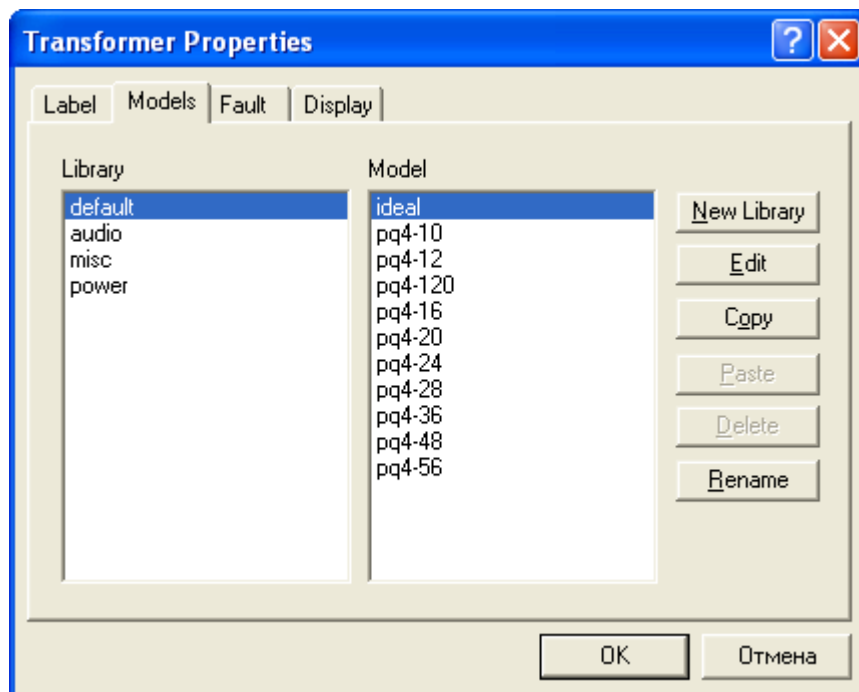 Transformer Properties
Label Models Fault Display
Library
default
audio
misc
power
Model
ideal
pq4-10
pq4-12
pq4-120
pq4-16
pq4-20
pq4-24
pq4-28
pq4-36
pq4-48
pq4-56
New Library
Edit
Copy
Paste
Delete
Rename
OK Отмена